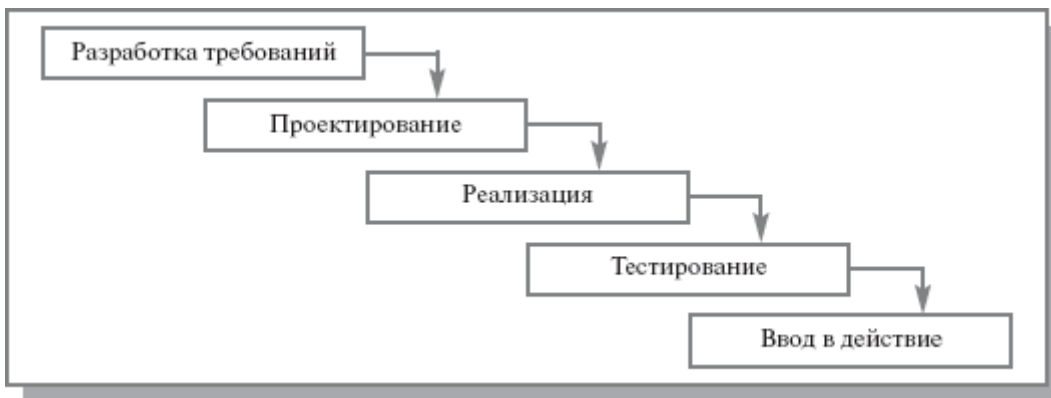 Разработка требований
Проектирование
Реализация
Тестирование
Ввод в действие